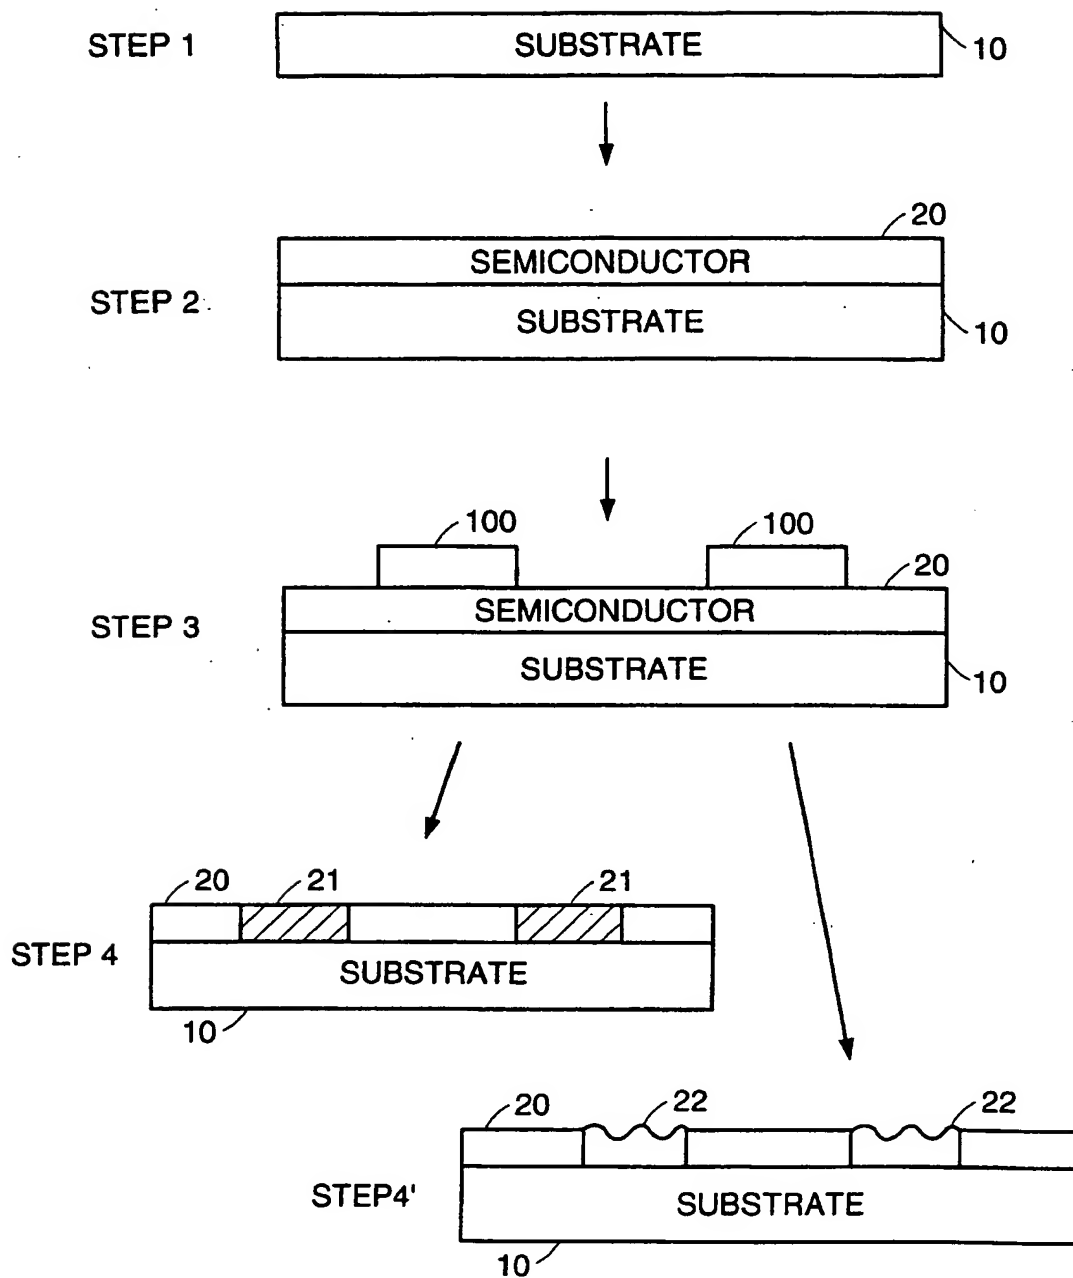 STEP 1
SUBSTRATE
10
20
SEMICONDUCTOR
STEP 2
SUBSTRATE
10
100
100
20
SEMICONDUCTOR
STEP 3
SUBSTRATE
10
20
21
21
STEP 4
SUBSTRATE
10
20
22
22
STEP4'
SUBSTRATE
10